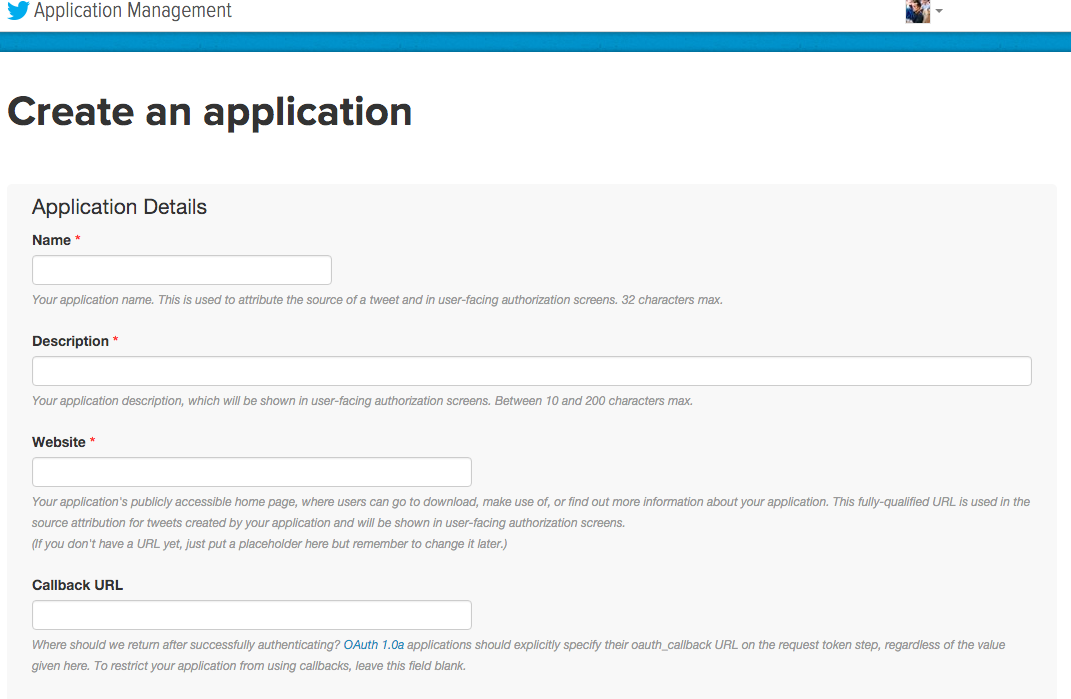 Application Management
Create an application
Application Details
Name *
Your application name. This is used to attribute the source of a tweet and in user-facing authorization screens. 32 characters max.
Description *
Your application description, which will be shown in user-facing authorization screens. Between 10 and 200 characters max.
Website *
Your application's publicly accessible home page, where users can go to download, make use of, or find out more information about your application. This fully-qualified URL is used in the
source attribution for tweets created by your application and will be shown in user-facing authorization screens.
(If you don't have a URL yet, just put a placeholder here but remember to change it later.)
Callback URL
Where should we return after successfully authenticating? OAuth 1.0a applications should explicitly specify their oauth_callback URL on the request token step, regardless of the value
given here. To restrict your application from using callbacks, leave this field blank.